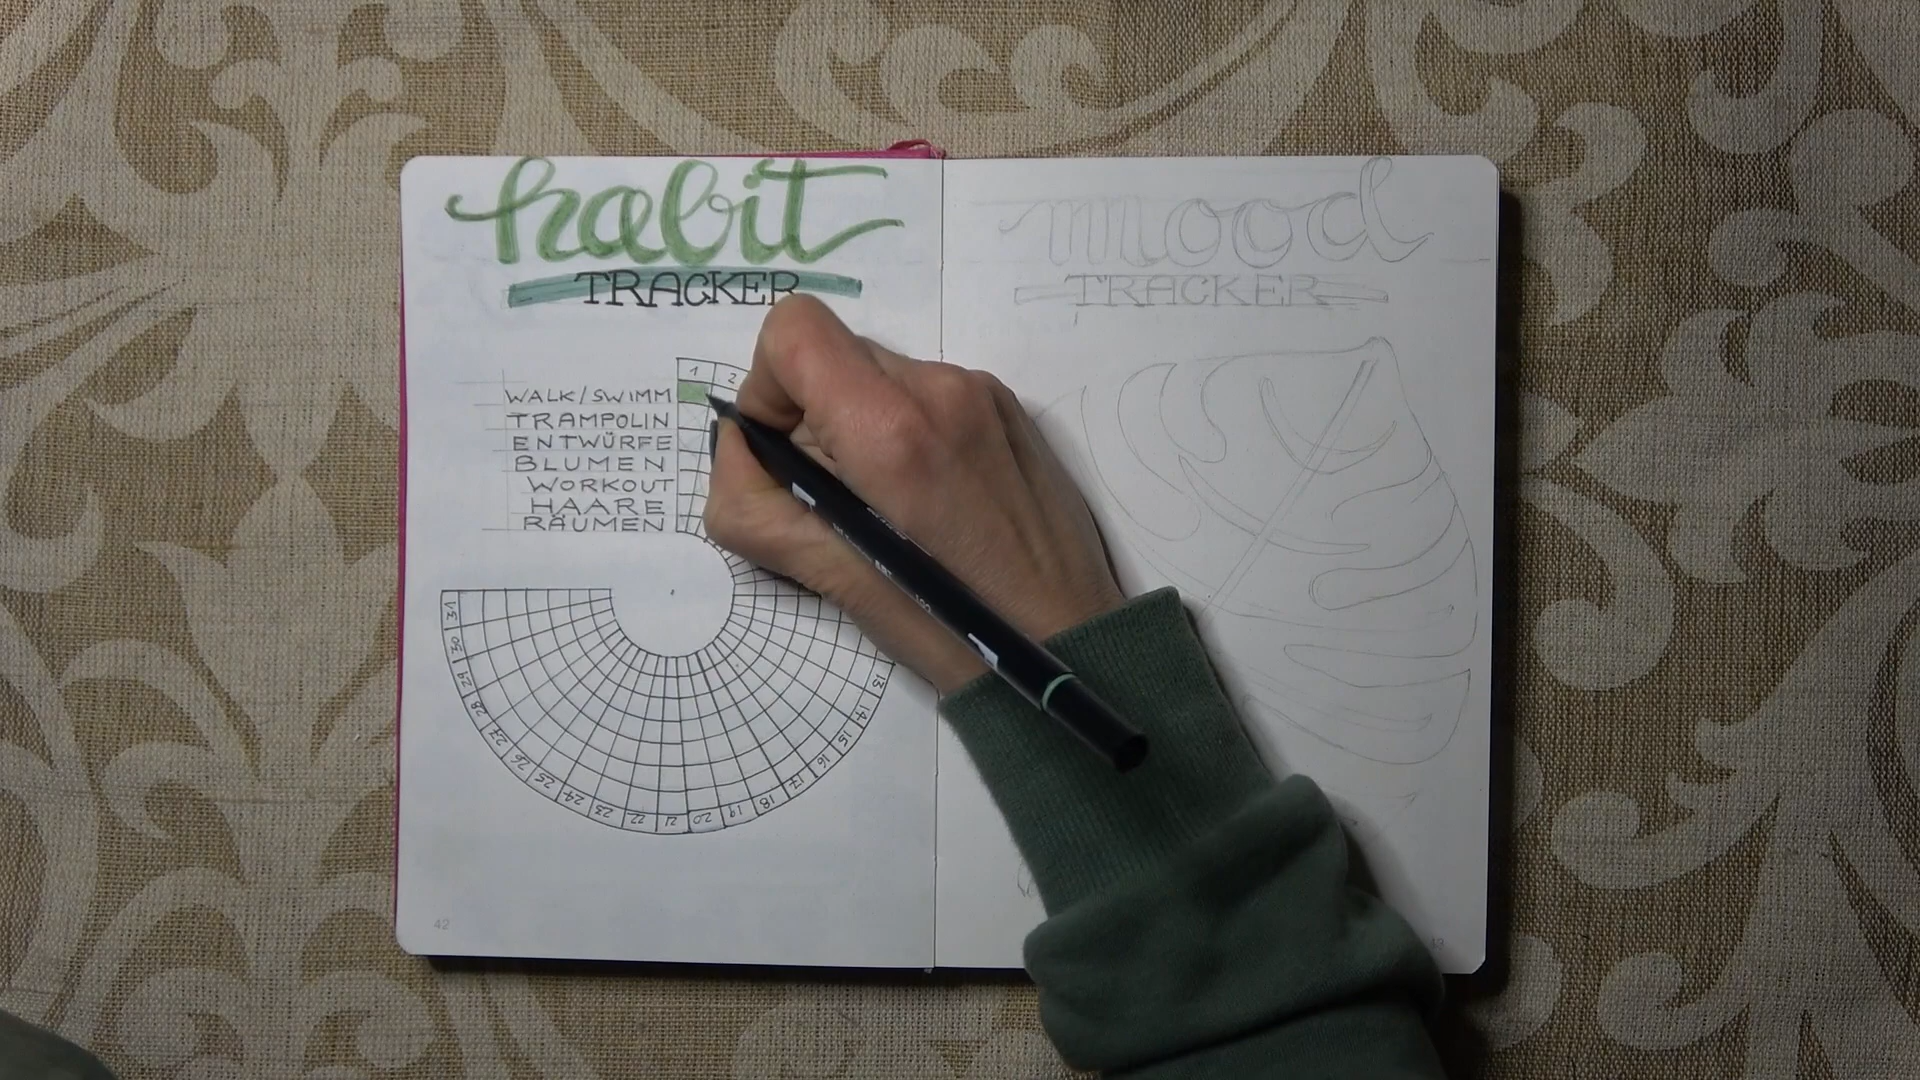 habit
TRACKER
mood
TRACKER
1 2
WALK/SWIMM
TRAMPOLIN
ENTWÜRFE
BLUMEN
WORKOUT
HAARE
RÄUMEN
13
14
15
16
17
18
19
20
21
22
23
24
25
26
27
28
29
30
31
42